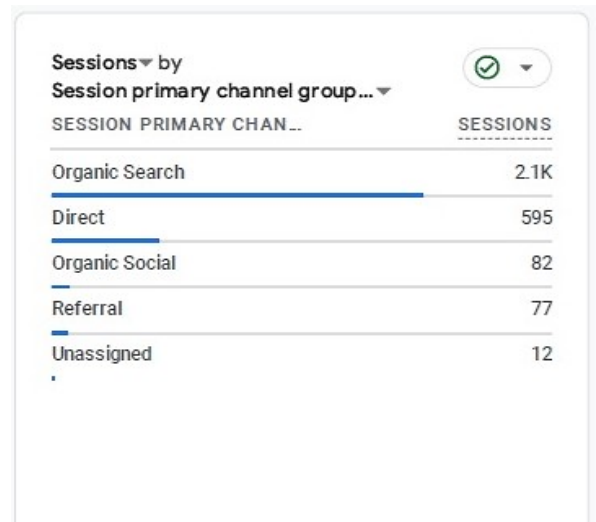 Sessions by
Session primary channel group...
SESSION PRIMARY CHAN... SESSIONS
Organic Search 2.1K
Direct 595
Organic Social 82
Referral 77
Unassigned 12